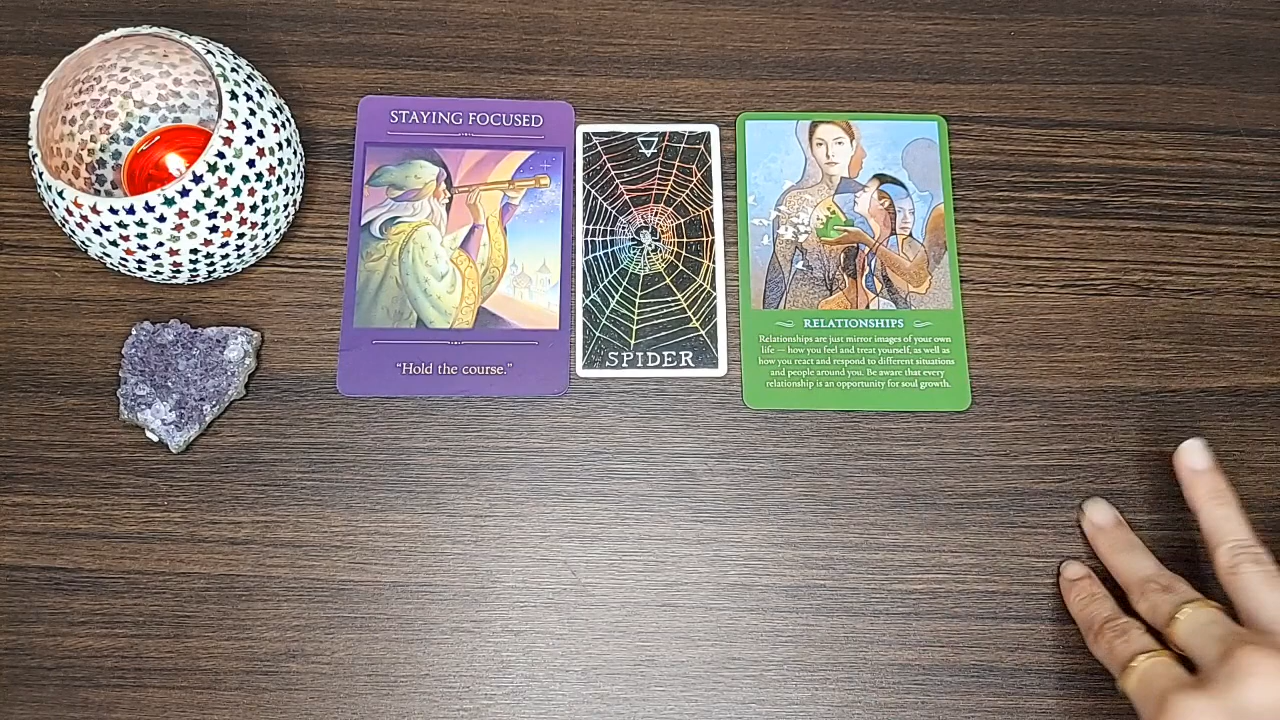 STAYING FOCUSED
"Hold the course."
SPIDER
RELATIONSHIPS
Relationships are just mirror images of your own
life — how you feel and treat yourself, as well as
how you react and respond to different situations
and people around you. Be aware that every
relationship is an opportunity for soul growth.